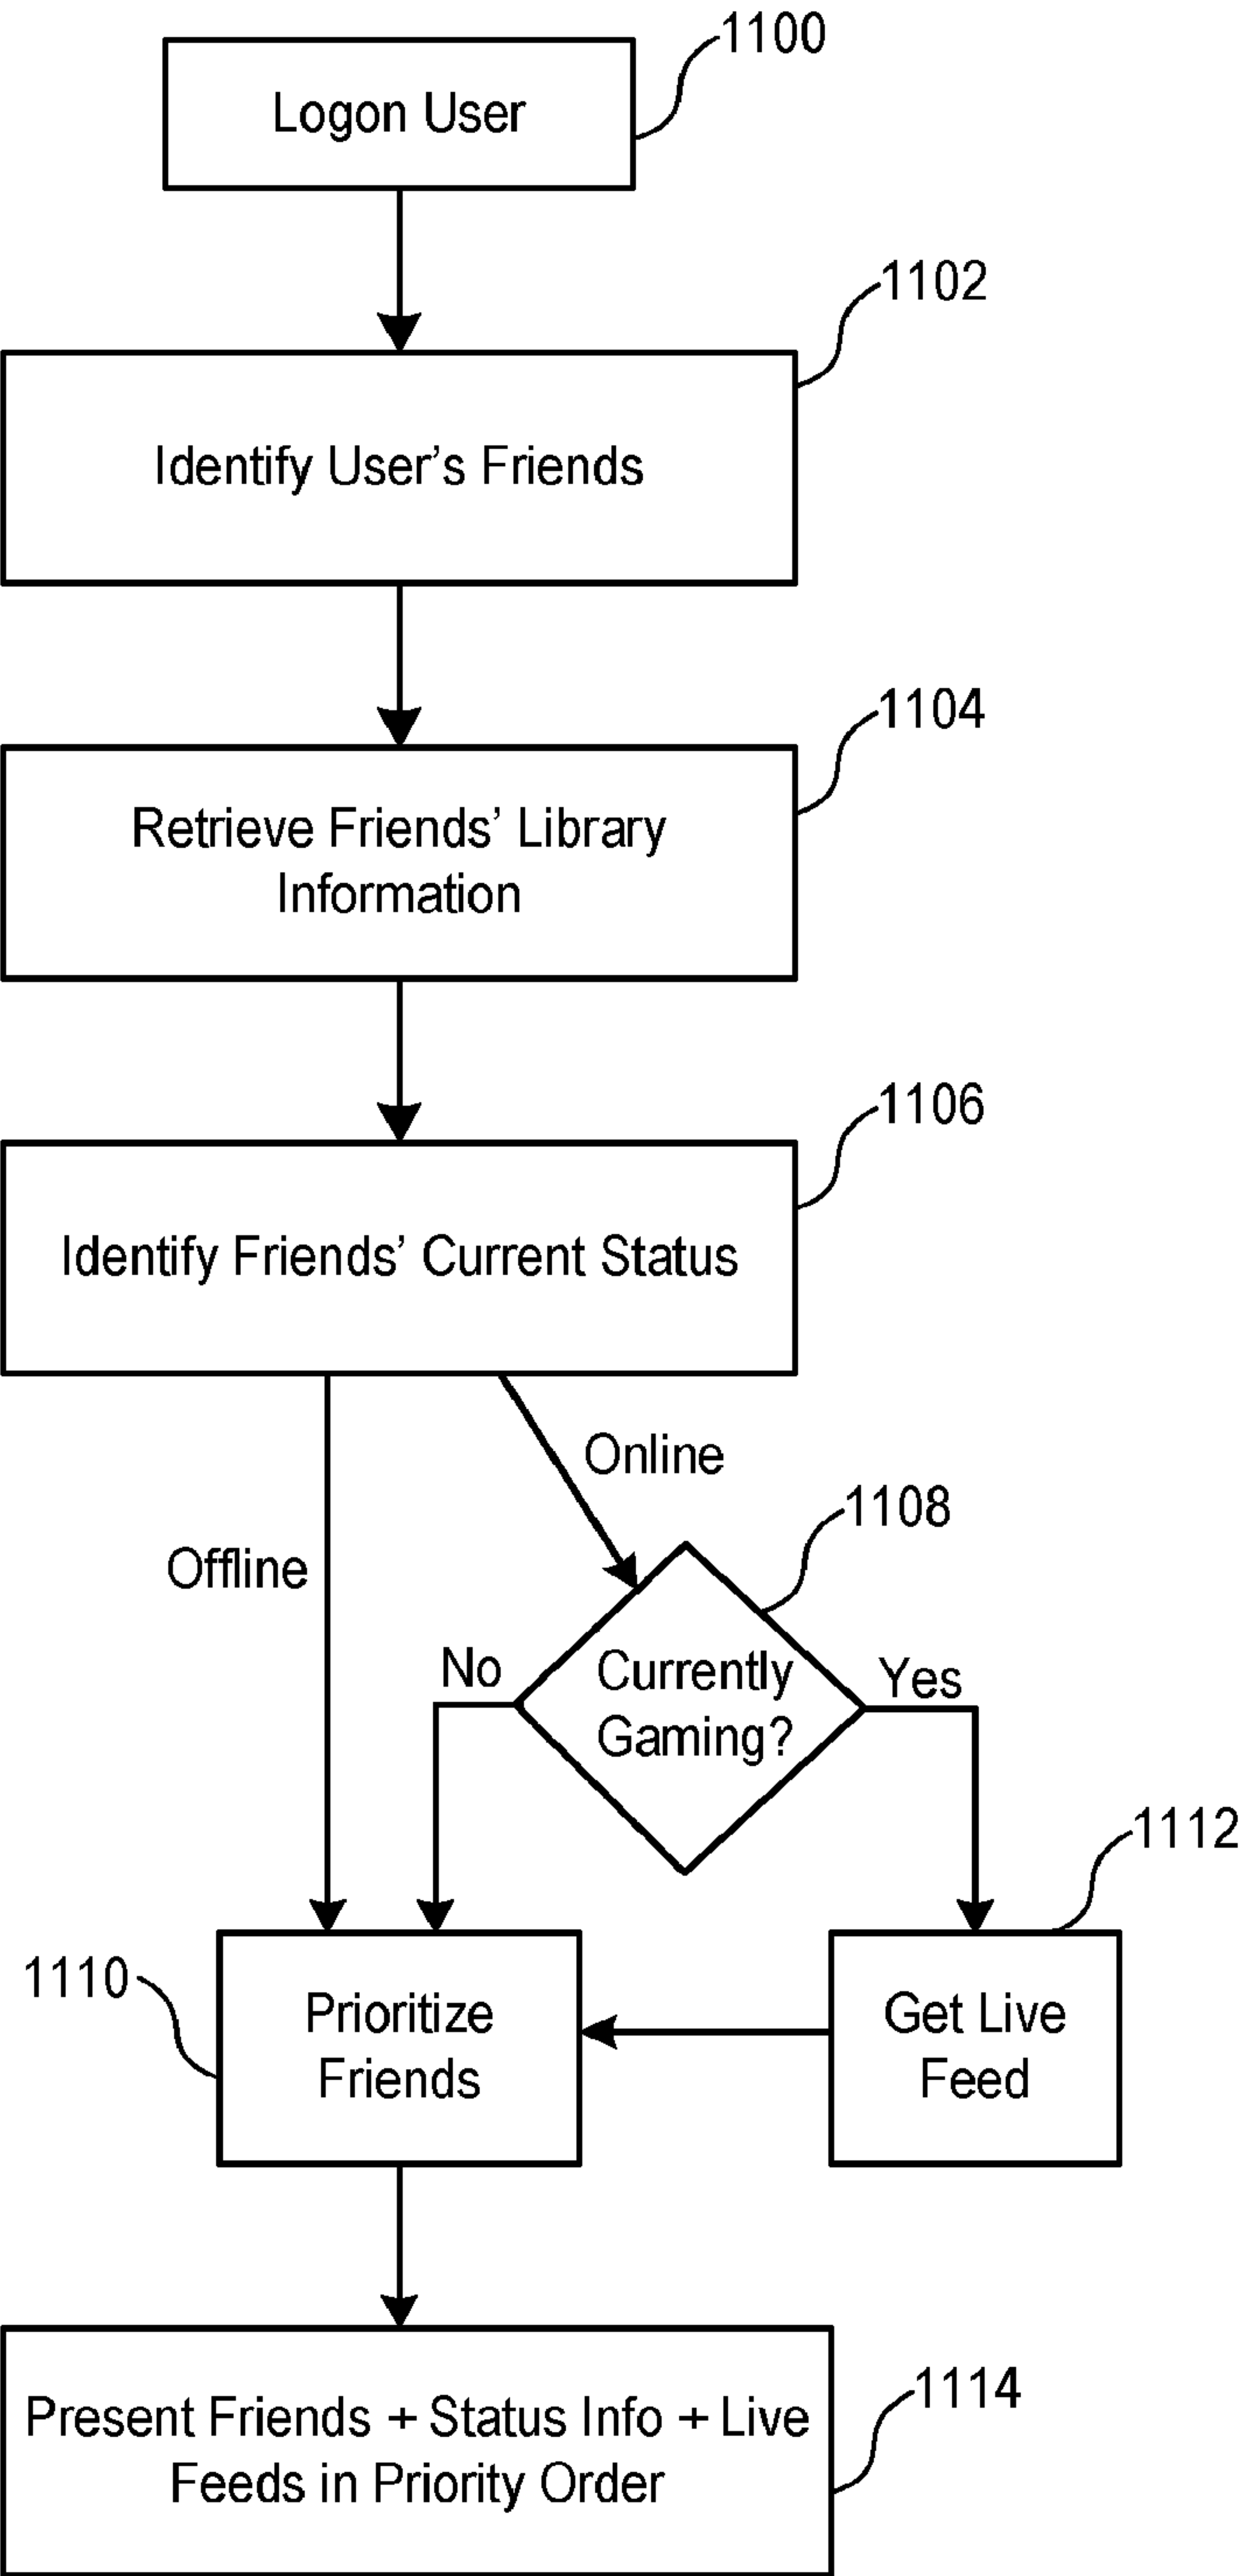 1100
Logon User
1102
Identify User's Friends
1104
Retrieve Friends' Library
Information
1106
Identify Friends' Current Status
Online
1108
Offline
No
Currently
Gaming?
Yes
1112
1110
Prioritize
Friends
Get Live
Feed
1114
Present Friends + Status Info + Live
Feeds in Priority Order